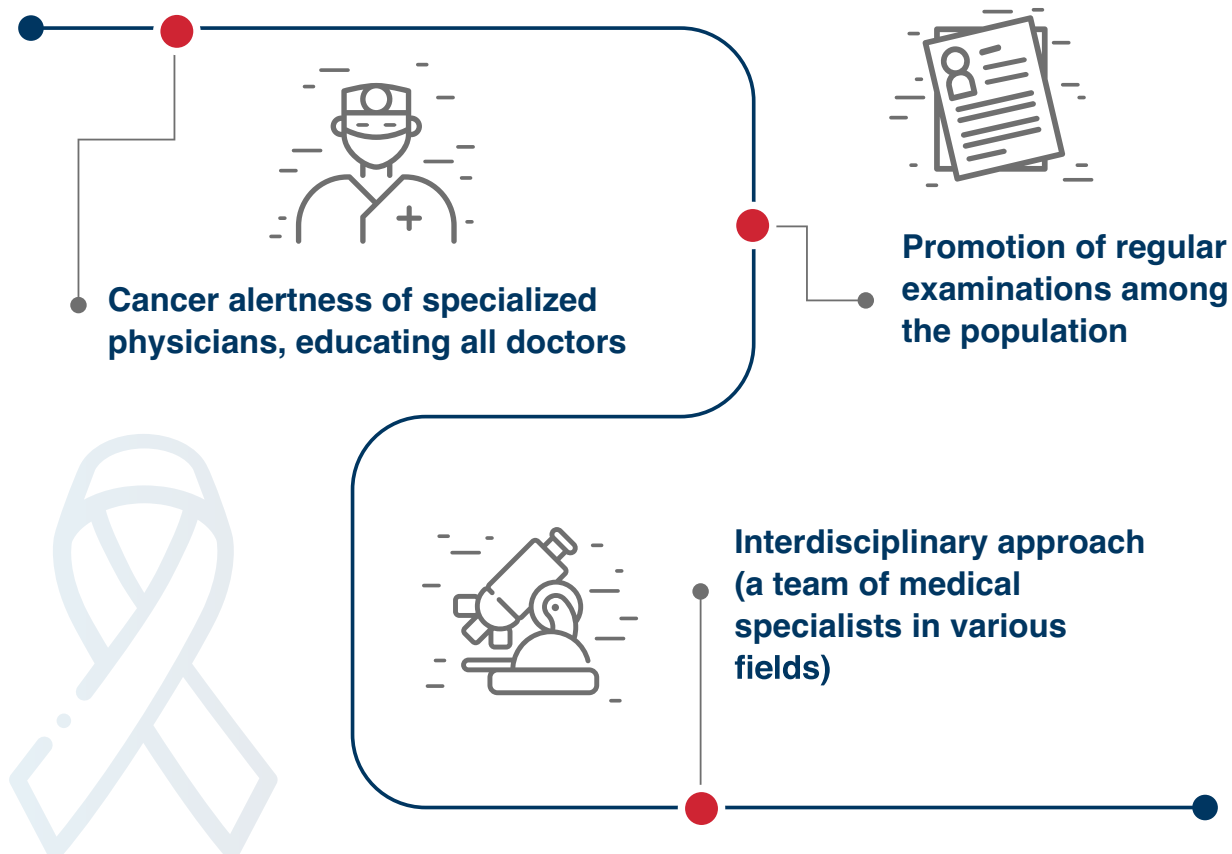 Cancer alertness of specialized
physicians, educating all doctors
Promotion of regular
examinations among
the population
Interdisciplinary approach
(a team of medical
specialists in various
fields)